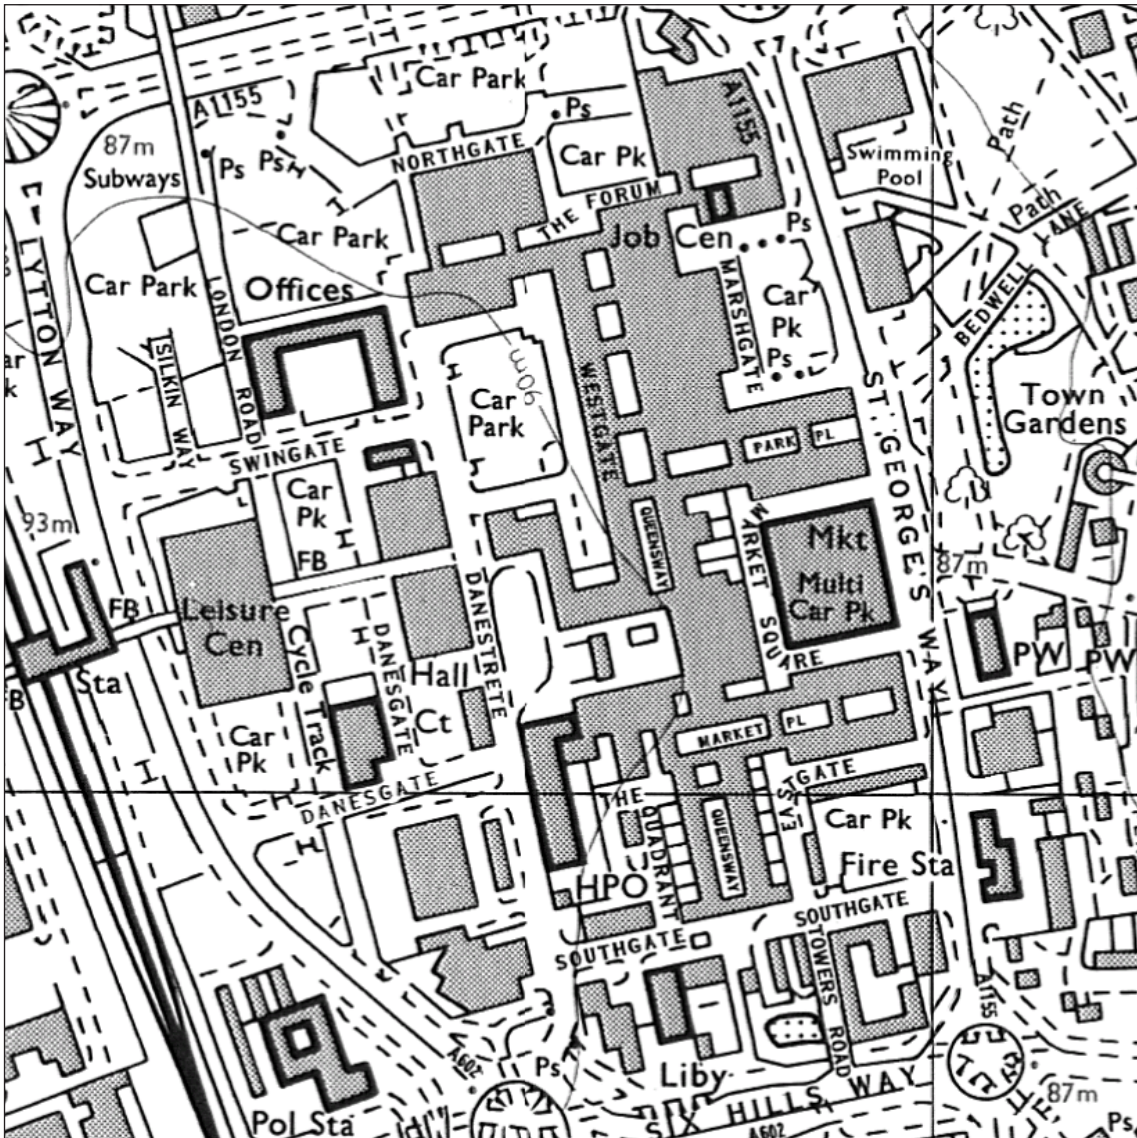 Car Park
A1155
A1155
87m
Subways
Ps
Ps
Ps
NORTHGATE
Car Pk
Path
Swimming
Pool
THE FORUM
Job Cen
Ps
Path
Car Park
Car Park
Offices
LYTTON WAY
LONDON ROAD
MARSHGATE
Car
Pk
Ps
BEDWELL LANE
SILKIN WAY
90m
WESTGATE
Car
Park
ST. GEORGE'S WAY
Town
Gardens
SWINGATE
PARK PL
Car
Pk
93m
FB
QUEENSWAY
MARKET SQUARE
Mkt
Multi
Car Pk
87m
FB
Leisure
Cen
Sta
Cycle Track
DANESGATE
DANESTRETE
Hall
PW
PW
Ct
Car
Pk
MARKET PL
DANESGATE
EASTGATE
THE QUADRANT
QUEENSWAY
Car Pk
Fire Sta
HPO
SOUTHGATE
SOUTHGATE
STOWERS ROAD
A1155
A602
Ps
Liby
Pol Sta
SIX HILLS WAY
A602
87m
Ps